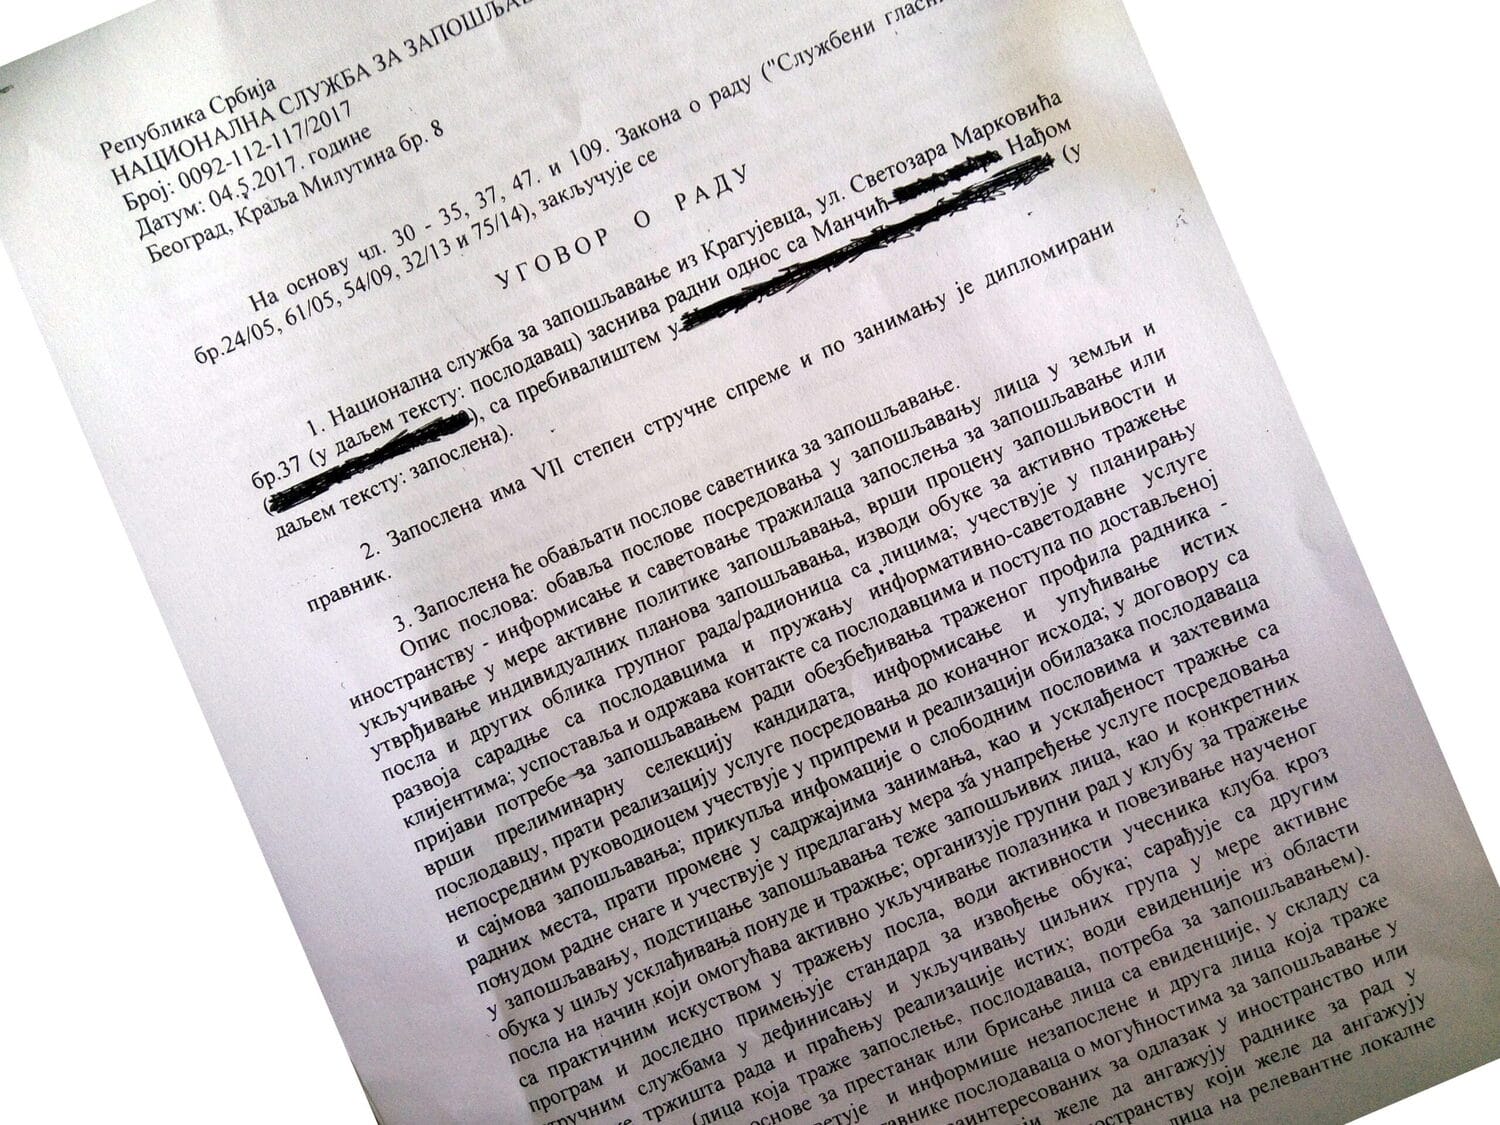 Република Србија
НАЦИОНАЛНА СЛУЖБА ЗА
Број: 0092-112-117/2017
Датум: 04.5.2017. године
Београд, Краља Милутина бр. 8
На основу чл. 30 - 35, 37, 47. и 109. Закона о раду ("Службени
бр.24/05, 61/05, 54/09, 32/13 и 75/14), закључује се
УГОВОР О РАДУ
1. Национална служба за запошљавање из Крагујевца, ул. Светозара Марковића
бр.37 (у даљем тексту: послодавац) заснива радни однос са Манчић Нађом
( ), са пребивалиштем у (у
даљем тексту: запослена).
2. Запослена има VII степен стручне спреме и по занимању је дипломирани
правник.
3. Запослена ће обављати послове саветника за запошљавање.
Опис послова: обавља послове посредовања у запошљавању лица у земљи и
иностранству - информисање и саветовање тражилаца запослења за запошљавање или
укључивање у мере активне политике запошљавања, врши процену запошљивости и
утврђивање индивидуалних планова запошљавања, изводи обуке за активно тражење
посла и других облика групног рада/радионица са лицима; учествује у планирању
развоја сарадње са послодавцима и пружању информативно-саветодавне услуге
клијентима; успоставља и одржава контакте са послодавцима и поступа по достављеној
пријави потребе за запошљавањем ради обезбеђивања траженог профила радника -
врши прелиминарну селекцију кандидата, информисање и упућивање истих
послодавцу, прати реализацију услуге посредовања до коначног исхода; у договору са
непосредним руководиоцем учествује у припреми и реализацији обилазака послодаваца
и сајмова запошљавања; прикупља инфомације о слободним пословима и захтевима
радних места, прати промене у садржајима занимања, као и усклађеност тражње са
понудом радне снаге и учествује у предлагању мера за унапређење услуге посредовања
у запошљавању, подстицање запошљавања теже запошљивих лица, као и конкретних
обука у циљу усклађивања понуде и тражње; организује групни рад у клубу за тражење
посла на начин који омогућава активно укључивање полазника и повезивање наученог
са практичним искуством у тражењу посла, води активности учесника клуба кроз
програм и доследно примењује стандард за извођење обука; сарађује са другим
стручним службама у дефинисању и укључивању циљних група у мере активне
тржишта рада и праћењу реализације истих; води евиденције из области
(лица која траже запослење, послодаваца, потреба за запошљавањем).
основе за престанак или брисање лица са евиденције, у складу са
и информише незапослене и друга лица која траже
послодаваца о могућностима за запошљавање у
заинтересованих за одлазак у иностранство или
желе да ангажују раднике за рад у
иностранству који желе да ангажују
лица на релевантне локалне